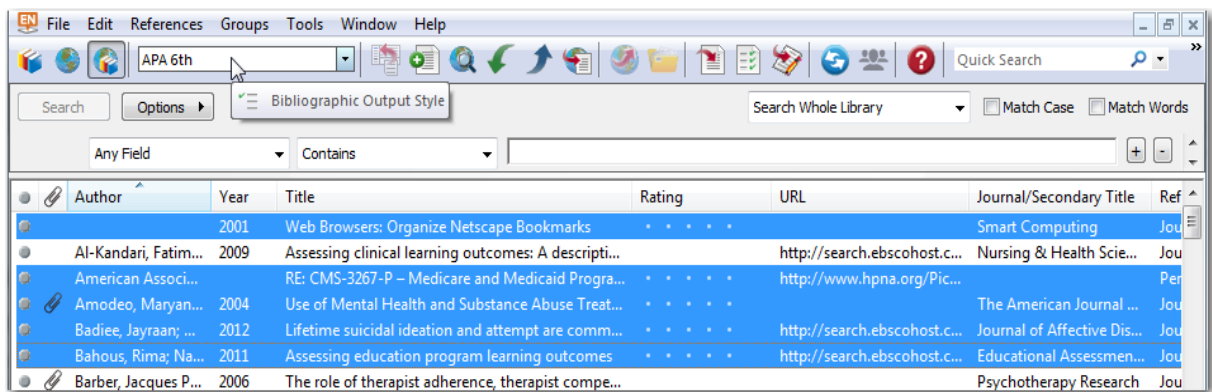 EN File Edit References Groups Tools Window Help
APA 6th Quick Search
Search Options Bibliographic Output Style Search Whole Library Match Case Match Words
Any Field Contains + -
Author Year Title Rating URL Journal/Secondary Title Ref
2001 Web Browsers: Organize Netscape Bookmarks Smart Computing Jou
Al-Kandari, Fatim... 2009 Assessing clinical learning outcomes: A descripti... http://search.ebscohost.c... Nursing & Health Scie... Jou
American Associ... RE: CMS-3267-P – Medicare and Medicaid Progra... http://www.hpna.org/Pic... Per
Amodeo, Maryan... 2004 Use of Mental Health and Substance Abuse Treat... The American Journal ... Jou
Badiee, Jayraan; ... 2012 Lifetime suicidal ideation and attempt are comm... http://search.ebscohost.c... Journal of Affective Dis... Jou
Bahous, Rima; Na... 2011 Assessing education program learning outcomes http://search.ebscohost.c... Educational Assessmen... Jou
Barber, Jacques P... 2006 The role of therapist adherence, therapist compe... Psychotherapy Research Jou